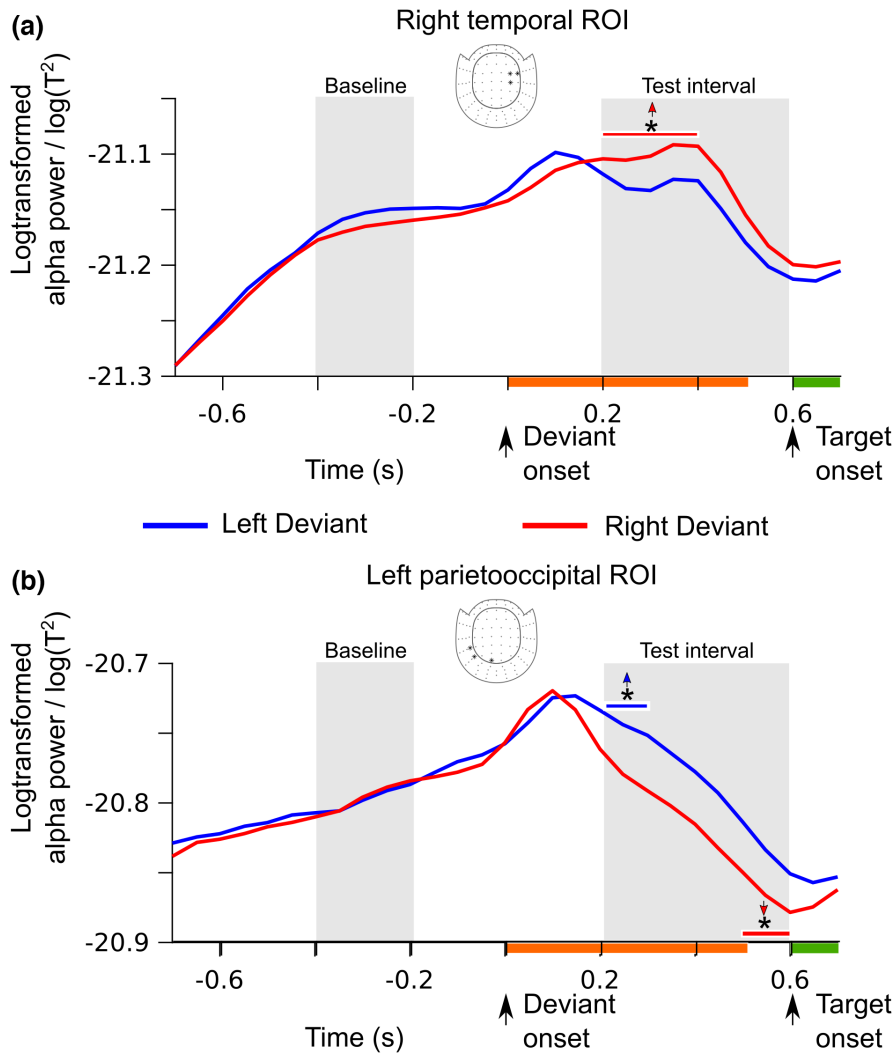 (a)
Right temporal ROI
Baseline
Test interval
*
Logtransformed
alpha power / log(T²)
-21.1
-21.2
-21.3
-0.6
-0.2
0.2
0.6
Time (s)
Deviant
onset
Target
onset
Left Deviant
Right Deviant
(b)
Left parietooccipital ROI
Baseline
Test interval
*
*
Logtransformed
alpha power / log(T²)
-20.7
-20.8
-20.9
-0.6
-0.2
0.2
0.6
Time (s)
Deviant
onset
Target
onset